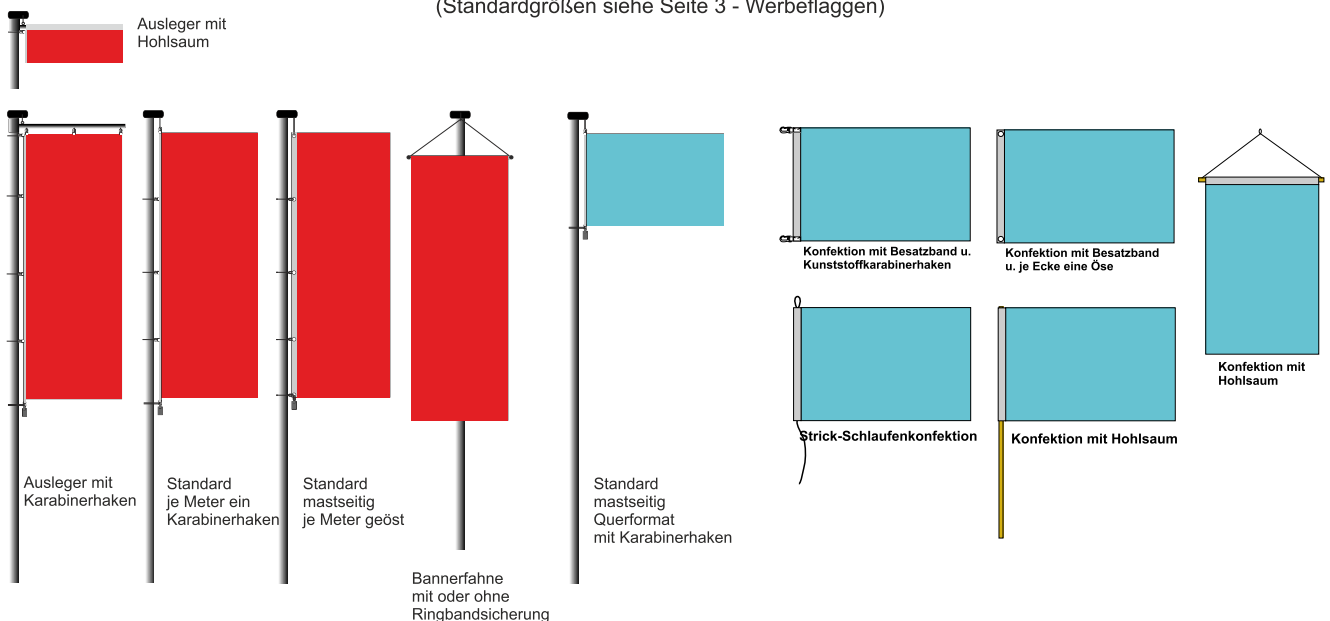 (Standardgrößen siehe Seite 3 - Werbeflaggen)
Ausleger mit
Hohlsaum
Ausleger mit
Karabinerhaken
Standard
je Meter ein
Karabinerhaken
Standard
mastseitig
je Meter geöst
Bannerfahne
mit oder ohne
Ringbandsicherung
Standard
mastseitig
Querformat
mit Karabinerhaken
Konfektion mit Besatzband u.
Kunststoffkarabinerhaken
Konfektion mit Besatzband
u. je Ecke eine Öse
Strick-Schlaufenkonfektion
Konfektion mit Hohlsaum
Konfektion mit
Hohlsaum